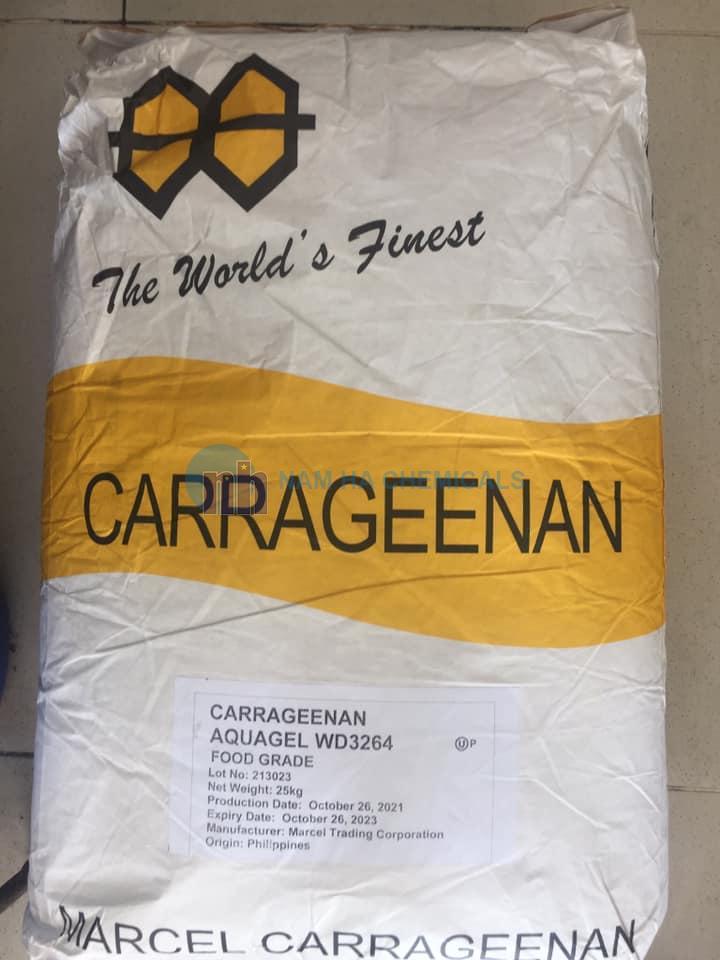 The World's Finest
NAM HA CHEMICALS
CARRAGEENAN
CARRAGEENAN
AQUAGEL WD3264
U P
FOOD GRADE
Lot No: 213023
Net Weight: 25kg
Production Date: October 26, 2021
Expiry Date: October 26, 2023
Manufacturer: Marcel Trading Corporation
Origin: Philippines
MARCEL CARRAGEENAN